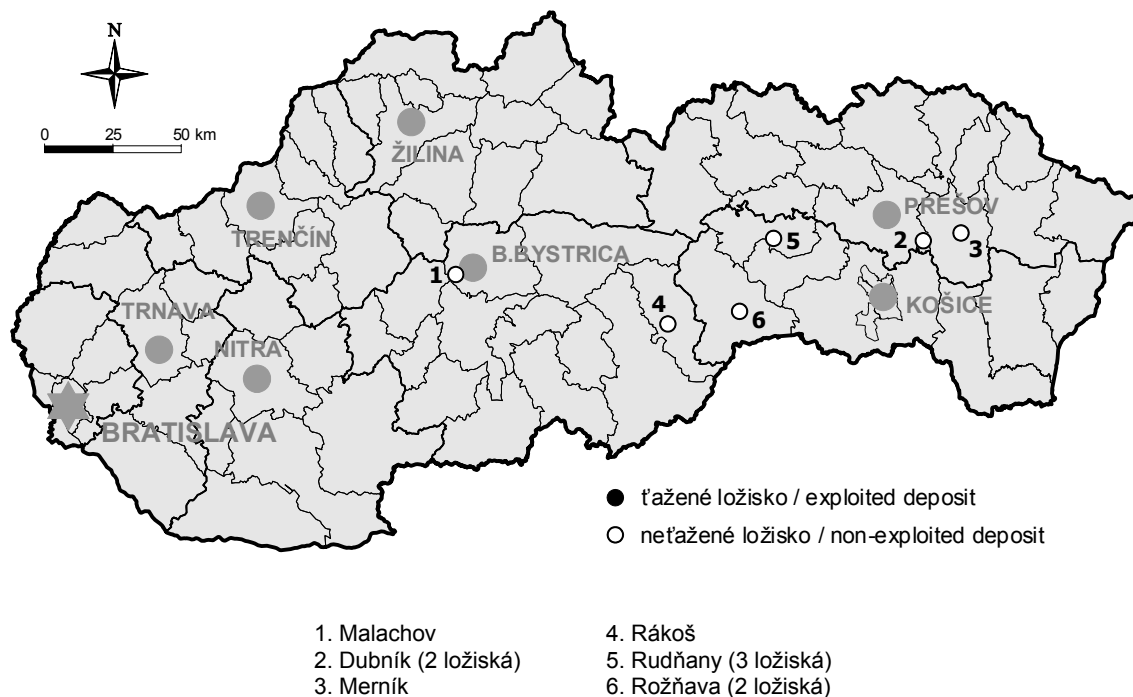 N
0 25 50 km
ŽILINA
TRENČÍN
PREŠOV
2
3
5
B.BYSTRICA
1
TRNAVA
4
6
KOŠICE
NITRA
BRATISLAVA
ťažené ložisko / exploited deposit
neťažené ložisko / non-exploited deposit
1. Malachov
2. Dubník (2 ložiská)
3. Merník
4. Rákoš
5. Rudňany (3 ložiská)
6. Rožňava (2 ložiská)